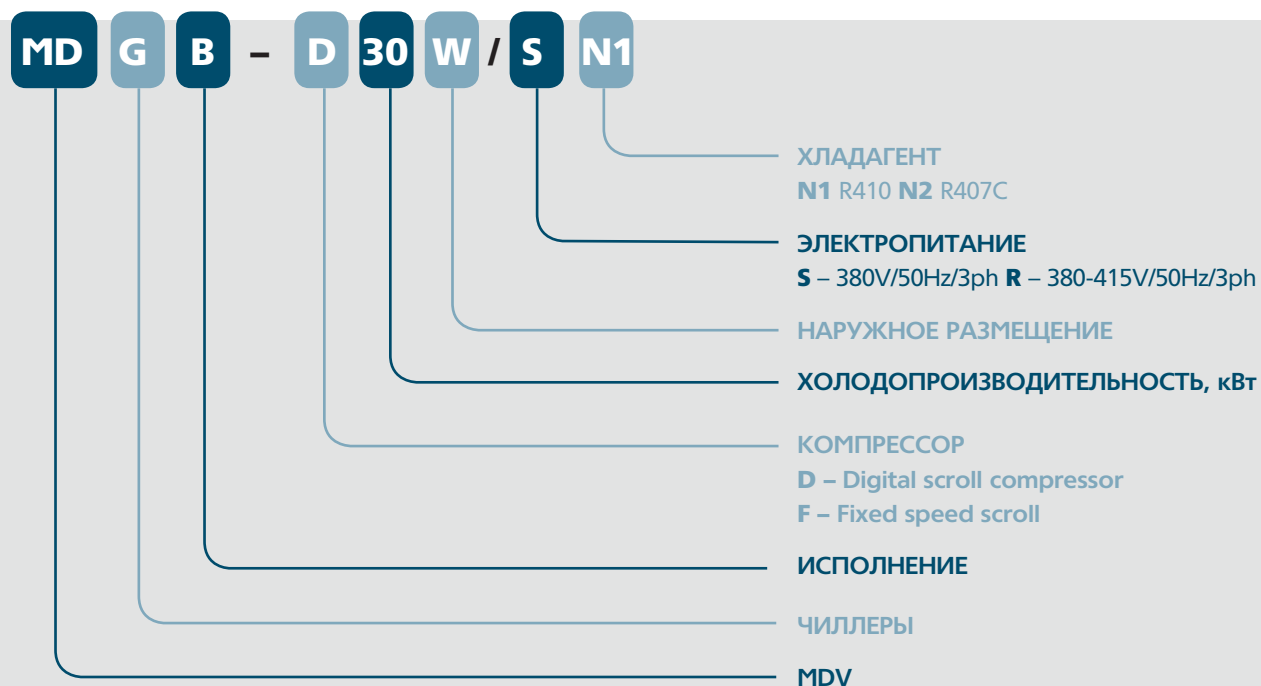 MD G B – D 30 W / S N1
ХЛАДАГЕНТ
N1 R410 N2 R407C
ЭЛЕКТРОПИТАНИЕ
S – 380V/50Hz/3ph R – 380-415V/50Hz/3ph
НАРУЖНОЕ РАЗМЕЩЕНИЕ
ХОЛОДОПРОИЗВОДИТЕЛЬНОСТЬ, кВт
КОМПРЕССОР
D – Digital scroll compressor
F – Fixed speed scroll
ИСПОЛНЕНИЕ
ЧИЛЛЕРЫ
MDV